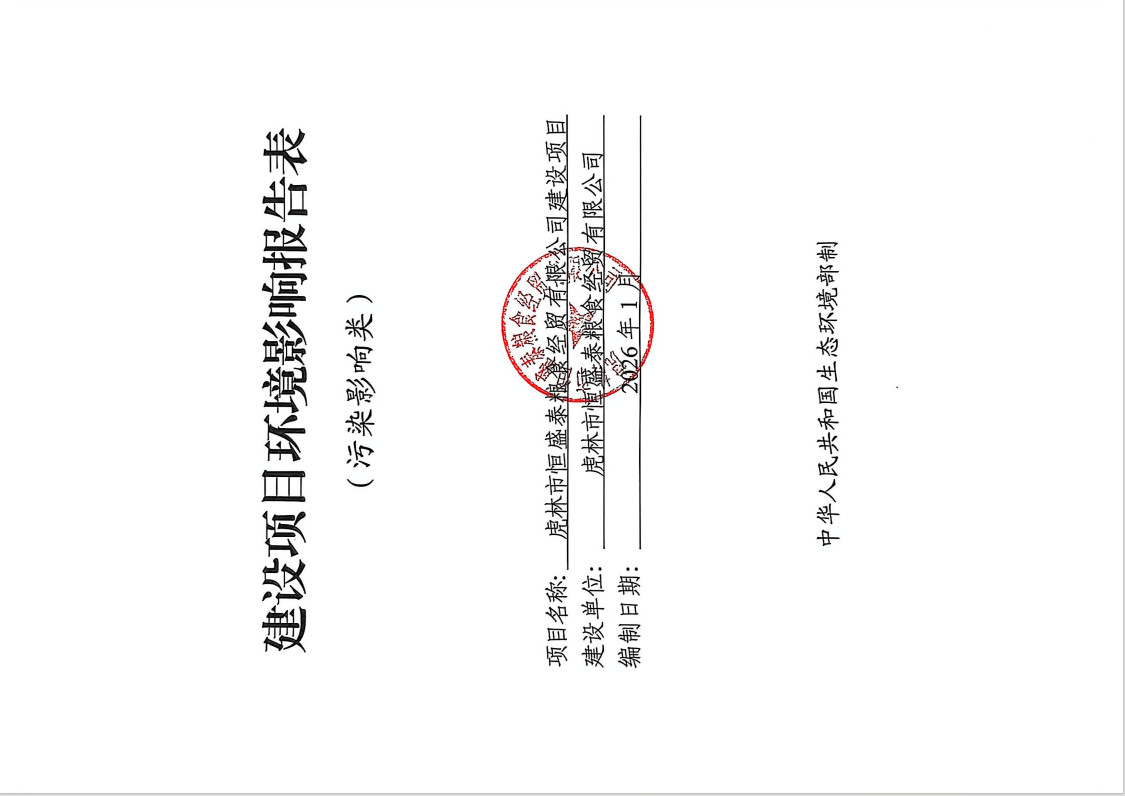 建设项目环境影响报告表
（污染影响类）
项目名称：虎林市恒盛泰粮食经贸有限公司建设项目
建设单位：虎林市恒盛泰粮食经贸有限公司
编制日期：2026年1月
中华人民共和国生态环境部制